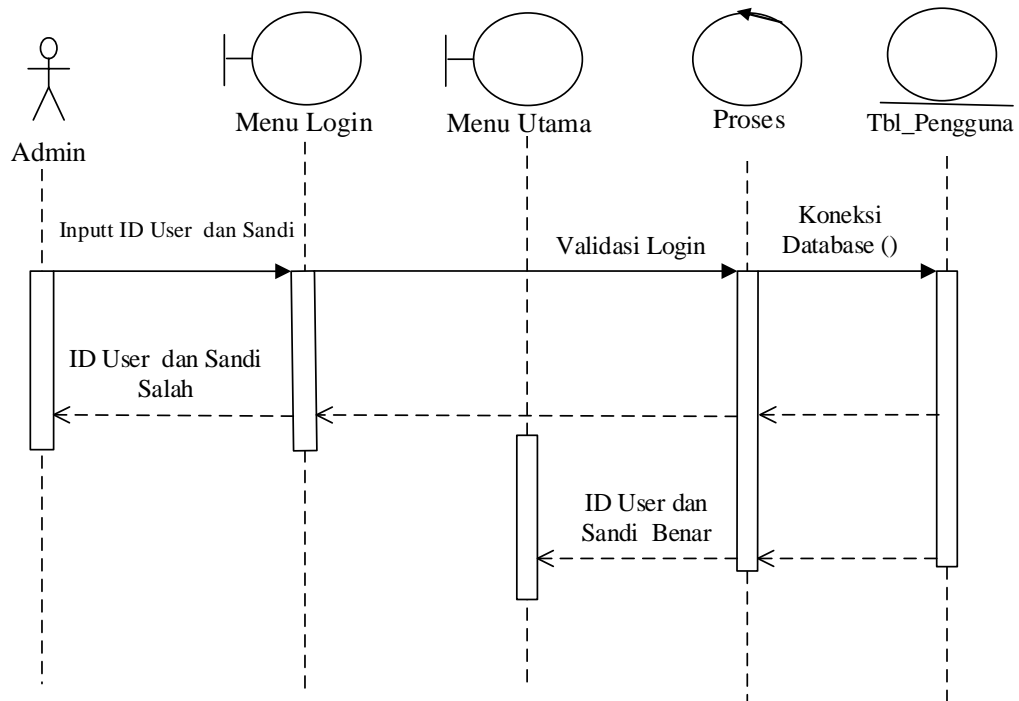 Admin
Menu Login
Menu Utama
Proses
Tbl_Pengguna
Inputt ID User dan Sandi
Validasi Login
Koneksi
Database ()
ID User dan Sandi
Salah
ID User dan
Sandi Benar